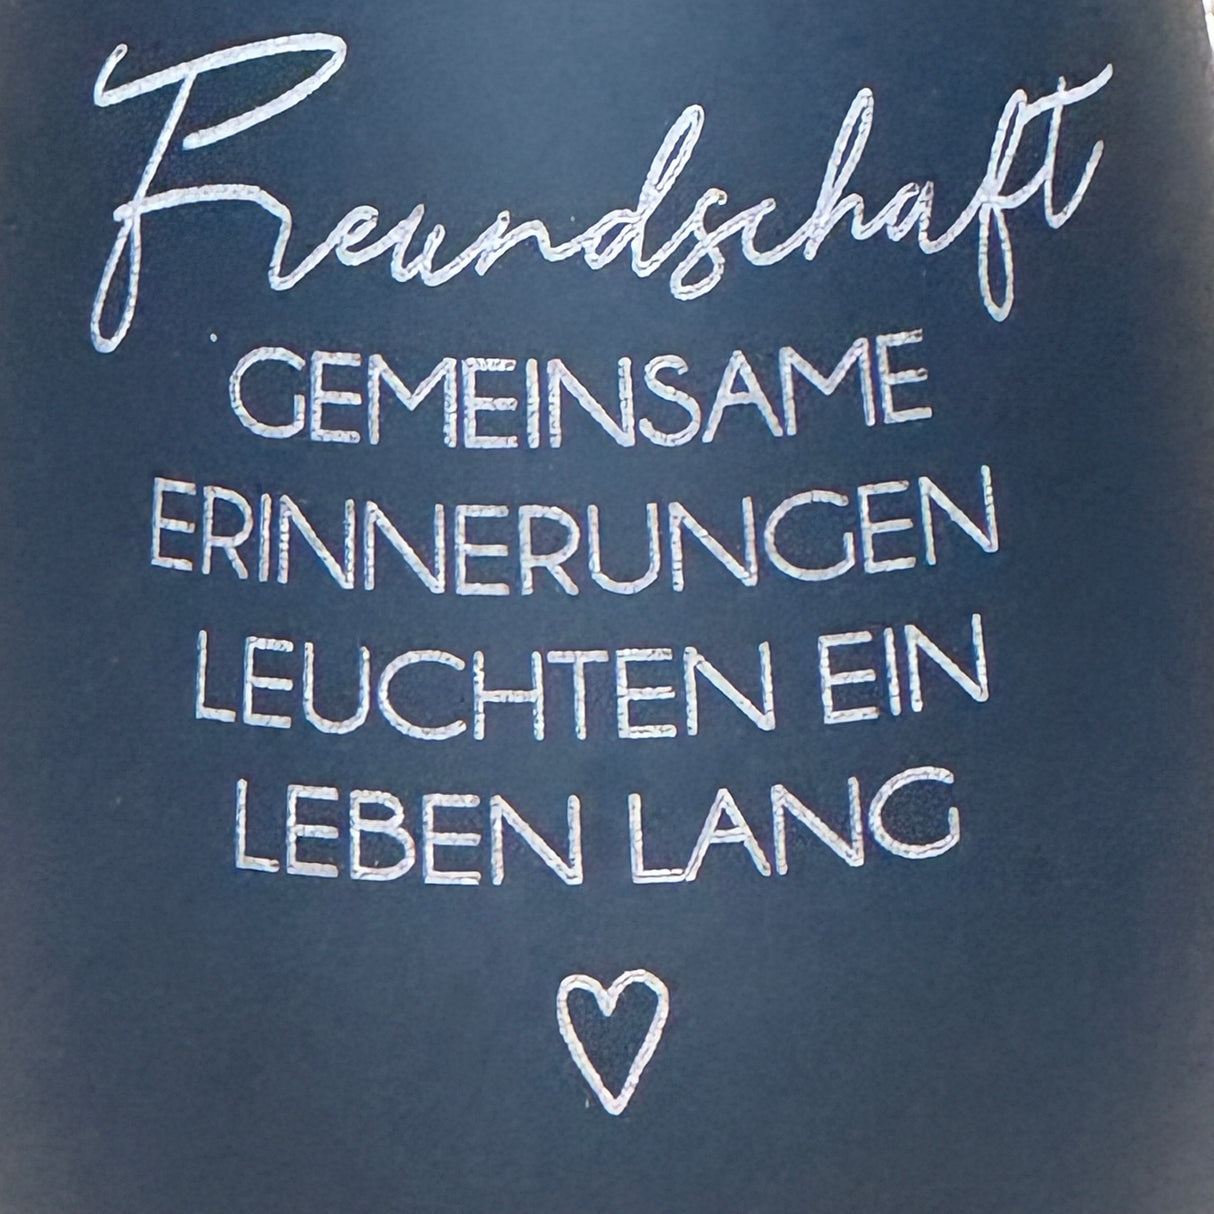 Freundschaft
GEMEINSAME
ERINNERUNGEN
LEUCHTEN EIN
LEBEN LANG